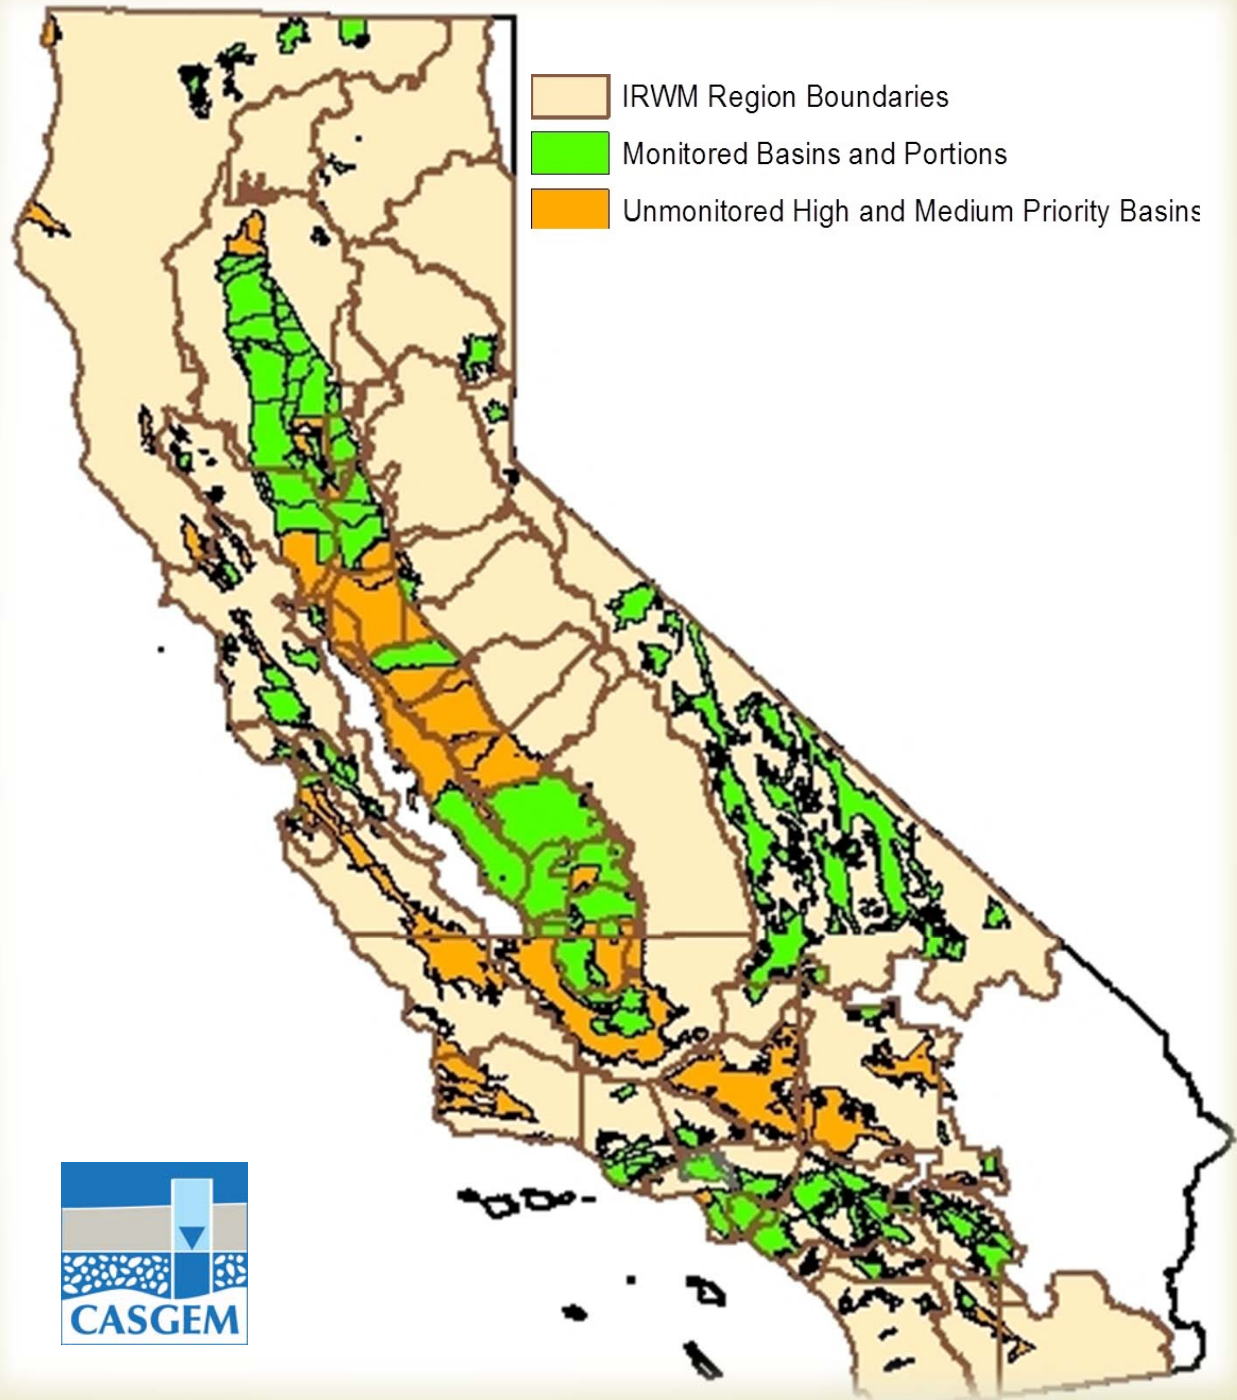 IRWM Region Boundaries
Monitored Basins and Portions
Unmonitored High and Medium Priority Basins
CASGEM